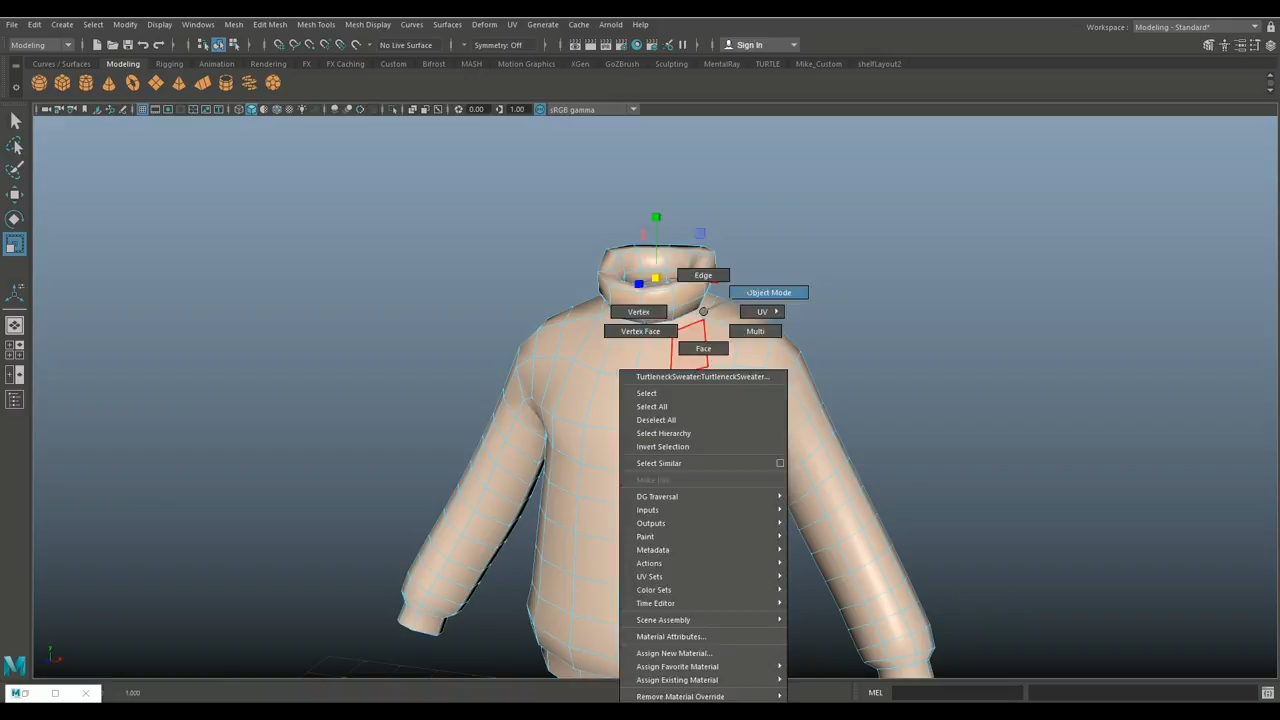 File Edit Create Select Modify Display Windows Mesh Edit Mesh Mesh Tools Mesh Display Curves Surfaces Deform UV Generate Cache Arnold Help
Workspace : Modeling - Standard*
Modeling
No Live Surface
Symmetry: Off
Sign In
Curves / Surfaces Modeling Rigging Animation Rendering FX FX Caching Custom Bifrost MASH Motion Graphics XGen GoZBrush Sculpting MentalRay TURTLE Mike_Custom shelfLayout2
0.00 1.00 sRGB gamma
Edge
Object Mode
Vertex
UV
Vertex Face
Multi
Face
TurtleneckSweater:TurtleneckSweater...
Select
Select All
Deselect All
Select Hierarchy
Invert Selection
Select Similar
Make Live
DG Traversal
Inputs
Outputs
Paint
Metadata
Actions
UV Sets
Color Sets
Time Editor
Scene Assembly
Material Attributes...
Assign New Material...
Assign Favorite Material
Assign Existing Material
Remove Material Override
1.000
MEL